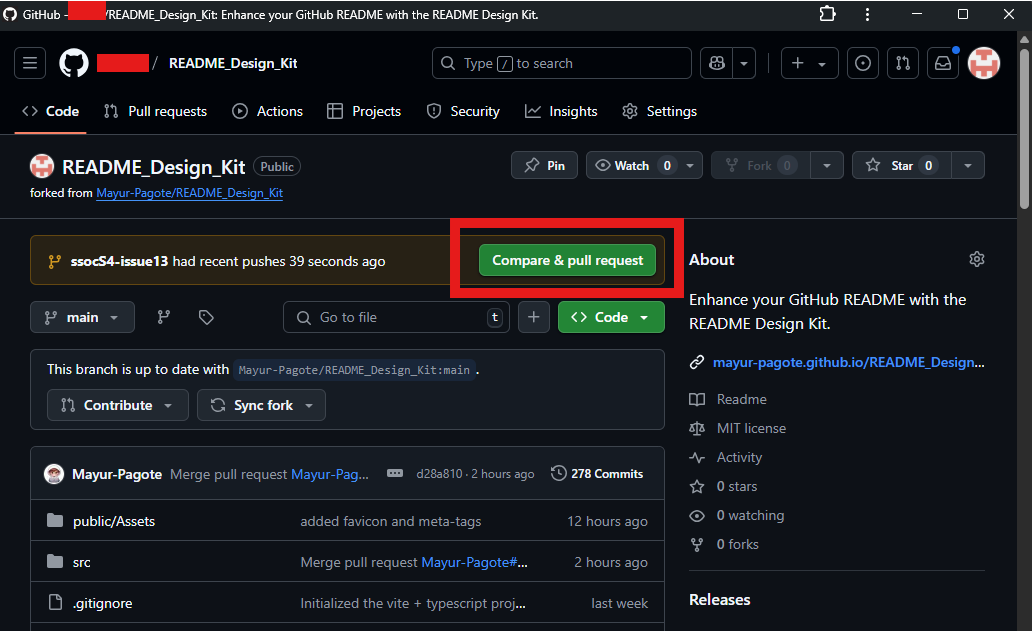 GitHub - /README_Design_Kit: Enhance your GitHub README with the README Design Kit.
/ README_Design_Kit
Type / to search
Code Pull requests Actions Projects Security Insights Settings
README_Design_Kit Public
Pin Watch 0 Fork 0 Star 0
forked from Mayur-Pagote/README_Design_Kit
ssocS4-issue13 had recent pushes 39 seconds ago
Compare & pull request
main
Go to file t
Code
This branch is up to date with Mayur-Pagote/README_Design_Kit:main .
Contribute Sync fork
Mayur-Pagote Merge pull request Mayur-Pag... d28a810 · 2 hours ago 278 Commits
public/Assets added favicon and meta-tags 12 hours ago
src Merge pull request Mayur-Pagote#... 2 hours ago
.gitignore Initialized the vite + typescript proj... last week
About
Enhance your GitHub README with the
README Design Kit.
mayur-pagote.github.io/README_Design...
Readme
MIT license
Activity
0 stars
0 watching
0 forks
Releases